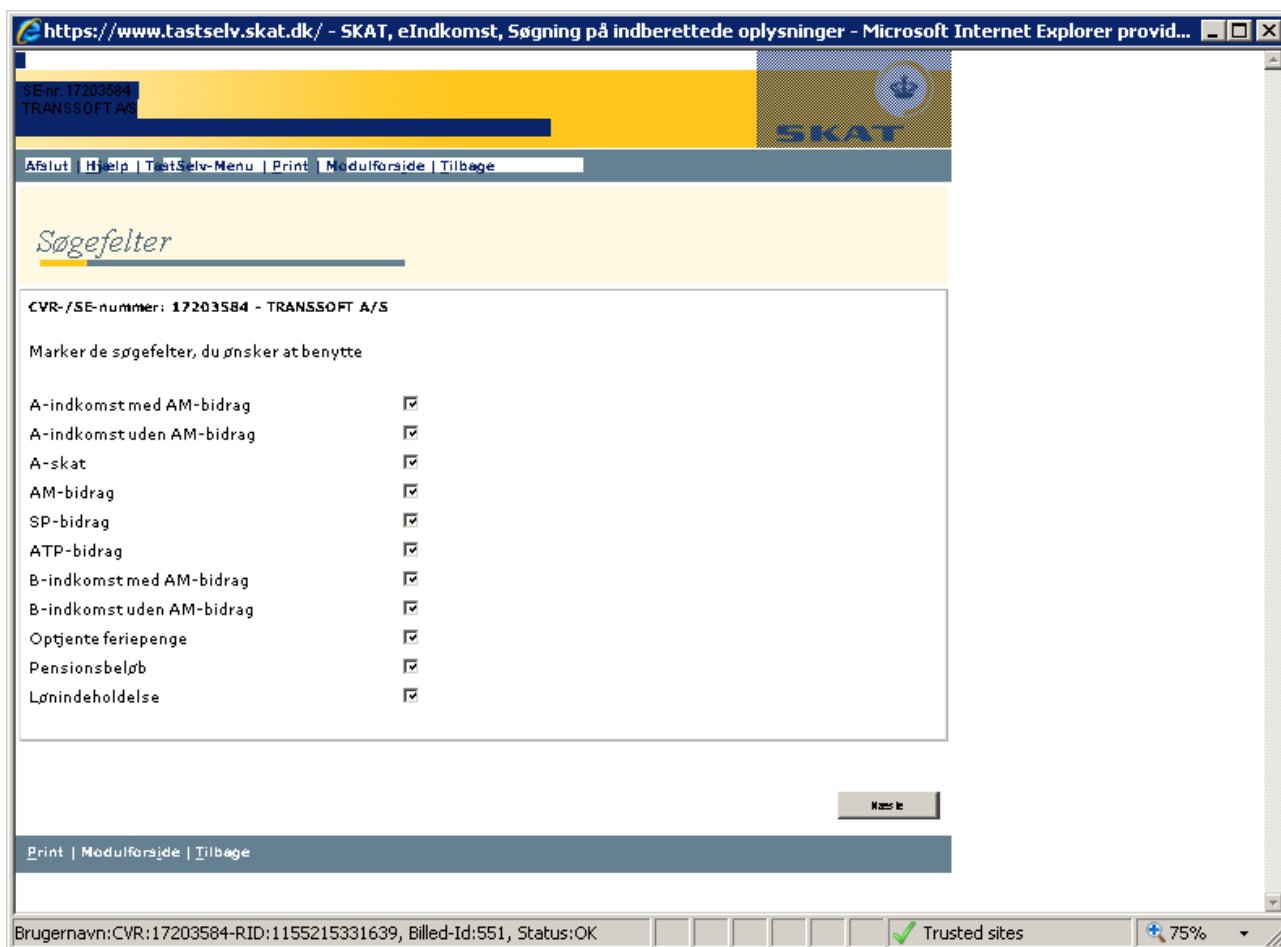 https://www.tastselv.skat.dk/ - SKAT, eIndkomst, Søgning på indberettede oplysninger - Microsoft Internet Explorer provid...
SE-nr. 17203584
TRANSSOFT A/S
SKAT
Afslut | Hjælp | TastSelv-Menu | Print | Modulforside | Tilbage
Søgefelter
CVR-/SE-nummer: 17203584 - TRANSSOFT A/S
Marker de søgefelter, du ønsker at benytte
A-indkomst med AM-bidrag
A-indkomst uden AM-bidrag
A-skat
AM-bidrag
SP-bidrag
ATP-bidrag
B-indkomst med AM-bidrag
B-indkomst uden AM-bidrag
Optjente feriepenge
Pensionsbeløb
Lønindeholdelse
Næste
Print | Modulforside | Tilbage
Brugernavn:CVR:17203584-RID:1155215331639, Billed-Id:551, Status:OK
Trusted sites
75%